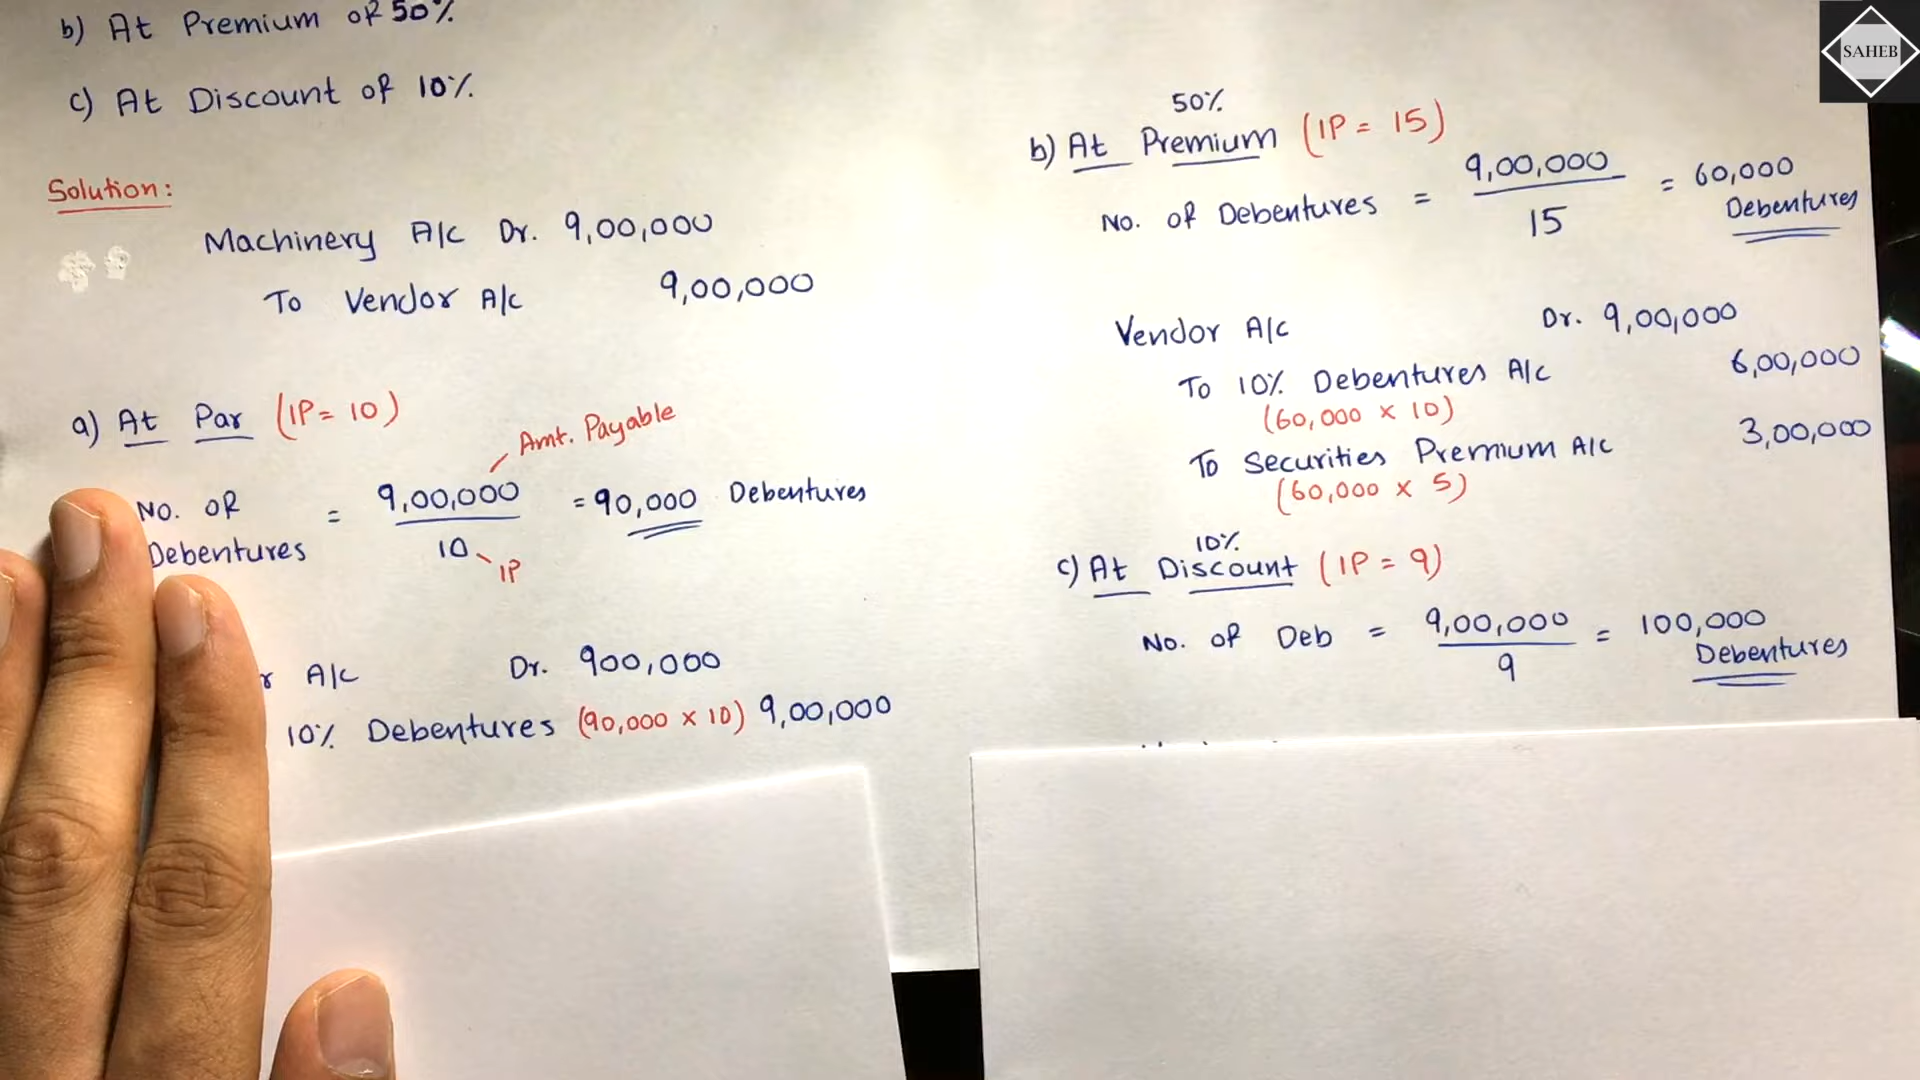 b) At Premium of 50%
c) At Discount of 10%
Solution:
Machinery A/c Dr. 9,00,000
To Vendor A/c 9,00,000
a) At Par (IP = 10)
Amt. Payable
No. of Debentures = 9,00,000 / 10 = 90,000 Debentures
IP
A/c Dr. 900,000
10% Debentures (90,000 x 10) 9,00,000
50%
b) At Premium (IP = 15)
No. of Debentures = 9,00,000 / 15 = 60,000 Debentures
Vendor A/c Dr. 9,00,000
To 10% Debentures A/c 6,00,000
(60,000 x 10)
To Securities Premium A/c 3,00,000
(60,000 x 5)
10%
c) At Discount (IP = 9)
No. of Deb = 9,00,000 / 9 = 100,000 Debentures
SAHEB